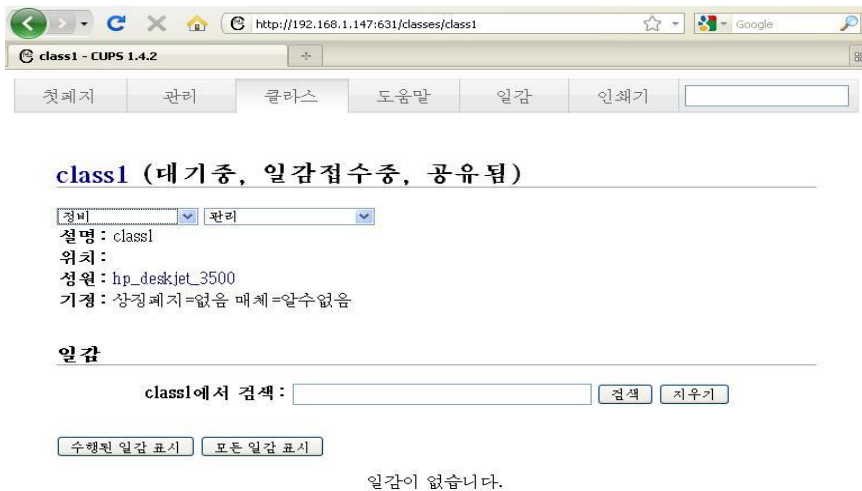 http://192.168.1.147:631/classes/class1
Google
class1 - CUPS 1.4.2
첫페지 관리 클라스 도움말 일감 인쇄기
class1 (대기중, 일감접수중, 공유됨)
정비 관리
설명: class1
위치:
성원: hp_deskjet_3500
기정: 상징페지=없음 매체=알수없음
일감
class1에서 검색: 검색 지우기
수행된 일감 표시 모든 일감 표시
일감이 없습니다.